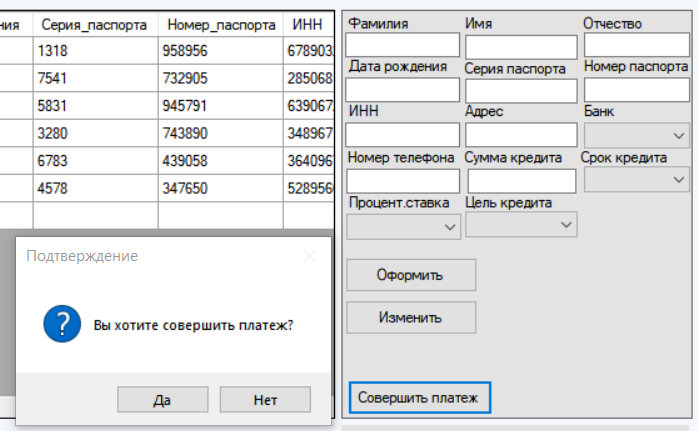 ния Серия_паспорта Номер_паспорта ИНН
1318 958956 678903
7541 732905 285068
5831 945791 639067
3280 743890 348967
6783 439058 364096
4578 347650 528956
Фамилия Имя Отчество
Дата рождения Серия паспорта Номер паспорта
ИНН Адрес Банк
Номер телефона Сумма кредита Срок кредита
Процент.ставка Цель кредита
Оформить
Изменить
Совершить платеж
Подтверждение
Вы хотите совершить платеж?
Да Нет